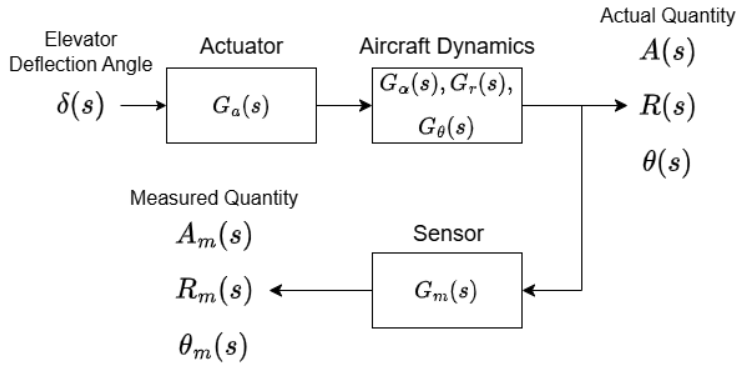 Actual Quantity
Elevator
Deflection Angle
Actuator
Aircraft Dynamics
A(s)
δ(s)
G_a(s)
G_α(s), G_r(s),
G_θ(s)
R(s)
θ(s)
Measured Quantity
A_m(s)
Sensor
R_m(s)
G_m(s)
θ_m(s)